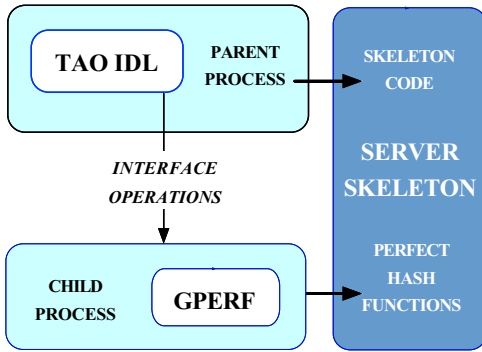 TAO IDL
PARENT
PROCESS
SKELETON
CODE
INTERFACE
OPERATIONS
SERVER
SKELETON
CHILD
PROCESS
GPERF
PERFECT
HASH
FUNCTIONS